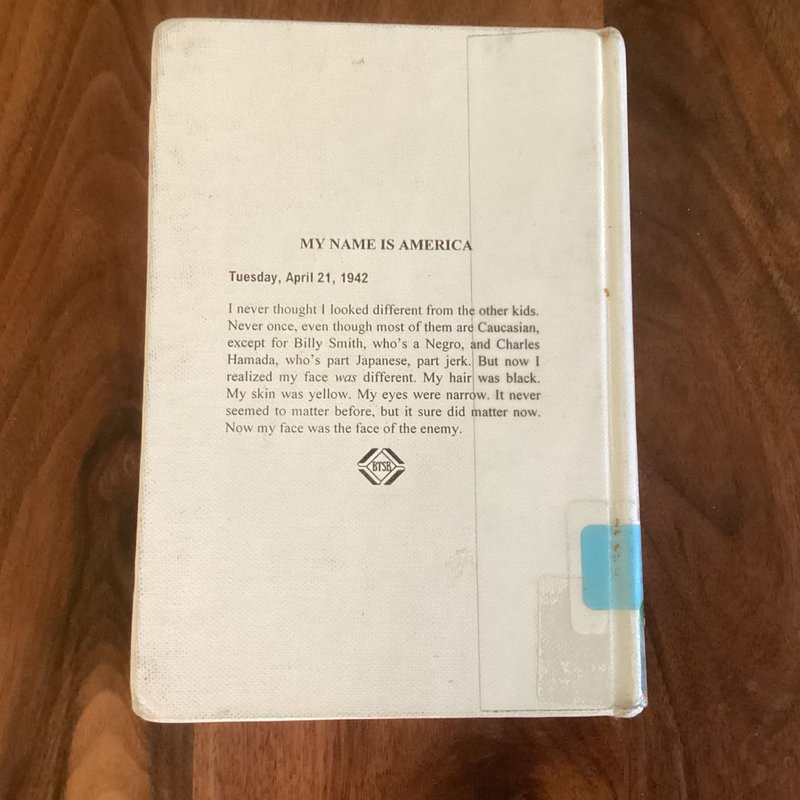 MY NAME IS AMERICA
Tuesday, April 21, 1942
I never thought I looked different from the other kids.
Never once, even though most of them are Caucasian,
except for Billy Smith, who's a Negro, and Charles
Hamada, who's part Japanese, part jerk. But now I
realized my face was different. My hair was black.
My skin was yellow. My eyes were narrow. It never
seemed to matter before, but it sure did matter now.
Now my face was the face of the enemy.
BTSB